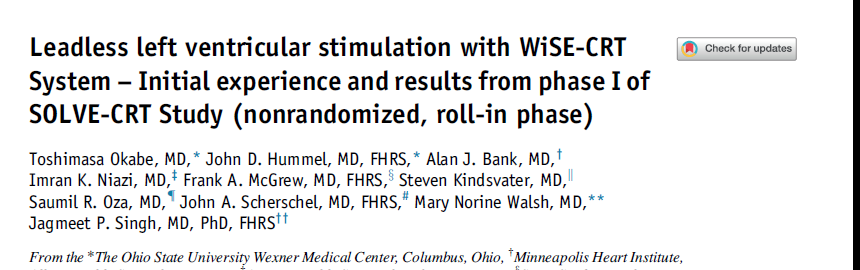 Leadless left ventricular stimulation with WiSE-CRT
System – Initial experience and results from phase I of
SOLVE-CRT Study (nonrandomized, roll-in phase)
Check for updates
Toshimasa Okabe, MD,* John D. Hummel, MD, FHRS,* Alan J. Bank, MD,†
Imran K. Niazi, MD,‡ Frank A. McGrew, MD, FHRS,§ Steven Kindsvater, MD,‖
Saumil R. Oza, MD,¶ John A. Scherschel, MD, FHRS,# Mary Norine Walsh, MD,**
Jagmeet P. Singh, MD, PhD, FHRS††
From the *The Ohio State University Wexner Medical Center, Columbus, Ohio, †Minneapolis Heart Institute,